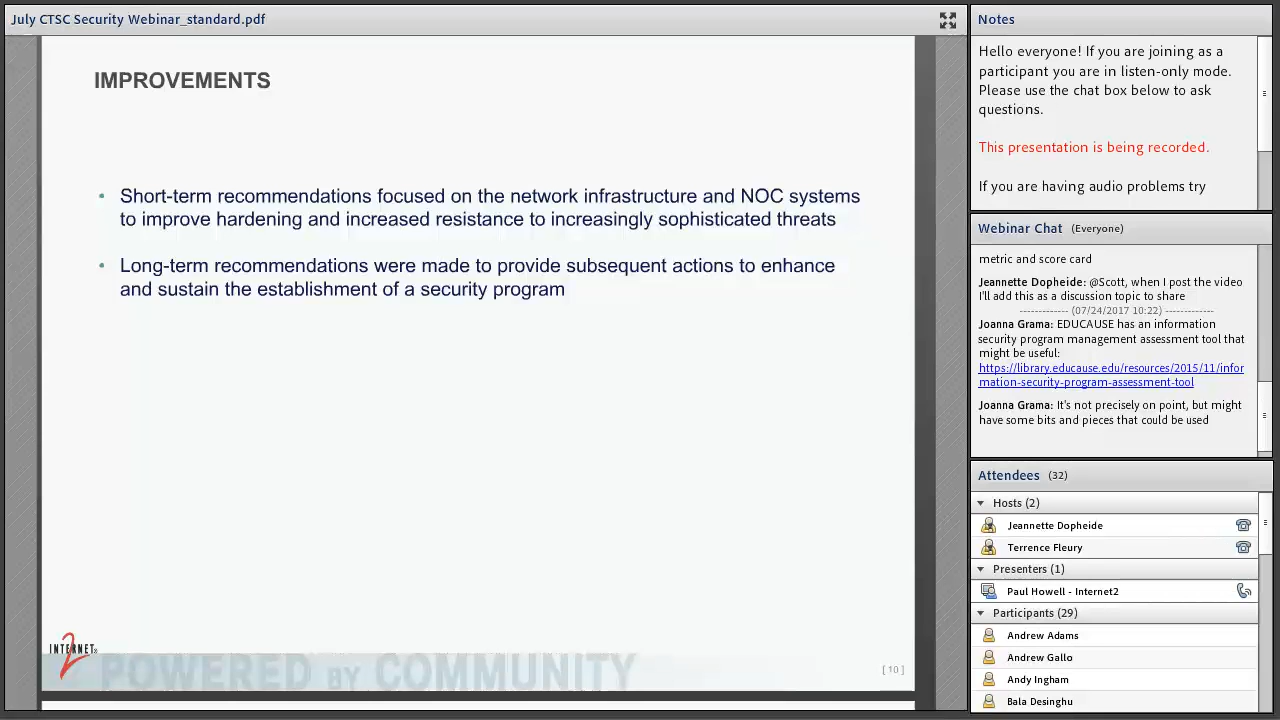 July CTSC Security Webinar_standard.pdf
IMPROVEMENTS
• Short-term recommendations focused on the network infrastructure and NOC systems
to improve hardening and increased resistance to increasingly sophisticated threats
• Long-term recommendations were made to provide subsequent actions to enhance
and sustain the establishment of a security program
INTERNET
2
POWERED BY COMMUNITY
[ 10 ]
Notes
Hello everyone! If you are joining as a
participant you are in listen-only mode.
Please use the chat box below to ask
questions.
This presentation is being recorded.
If you are having audio problems try
Webinar Chat (Everyone)
metric and score card
Jeannette Dopheide: @Scott, when I post the video
I'll add this as a discussion topic to share
------------- (07/24/2017 10:22) -------------
Joanna Grama: EDUCAUSE has an information
security program management assessment tool that
might be useful:
https://library.educause.edu/resources/2015/11/infor
mation-security-program-assessment-tool
Joanna Grama: It's not precisely on point, but might
have some bits and pieces that could be used
Attendees (32)
Hosts (2)
Jeannette Dopheide
Terrence Fleury
Presenters (1)
Paul Howell - Internet2
Participants (29)
Andrew Adams
Andrew Gallo
Andy Ingham
Bala Desinghu